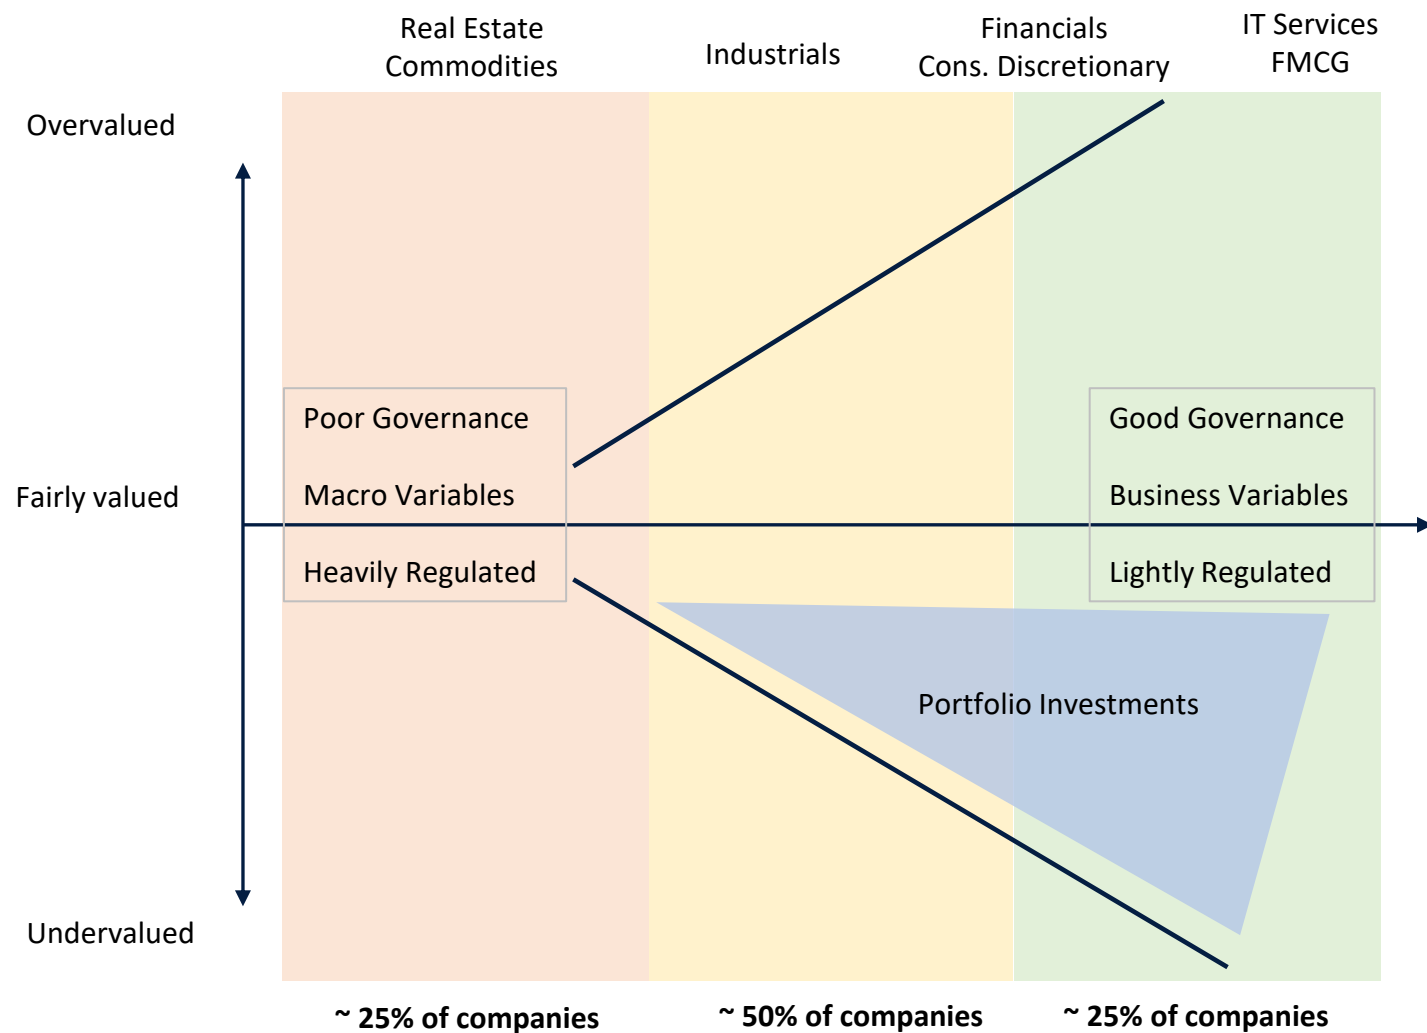 Real Estate
Commodities
Industrials
Financials
Cons. Discretionary
IT Services
FMCG
Overvalued
Fairly valued
Undervalued
Poor Governance
Macro Variables
Heavily Regulated
Good Governance
Business Variables
Lightly Regulated
Portfolio Investments
~ 25% of companies
~ 50% of companies
~ 25% of companies